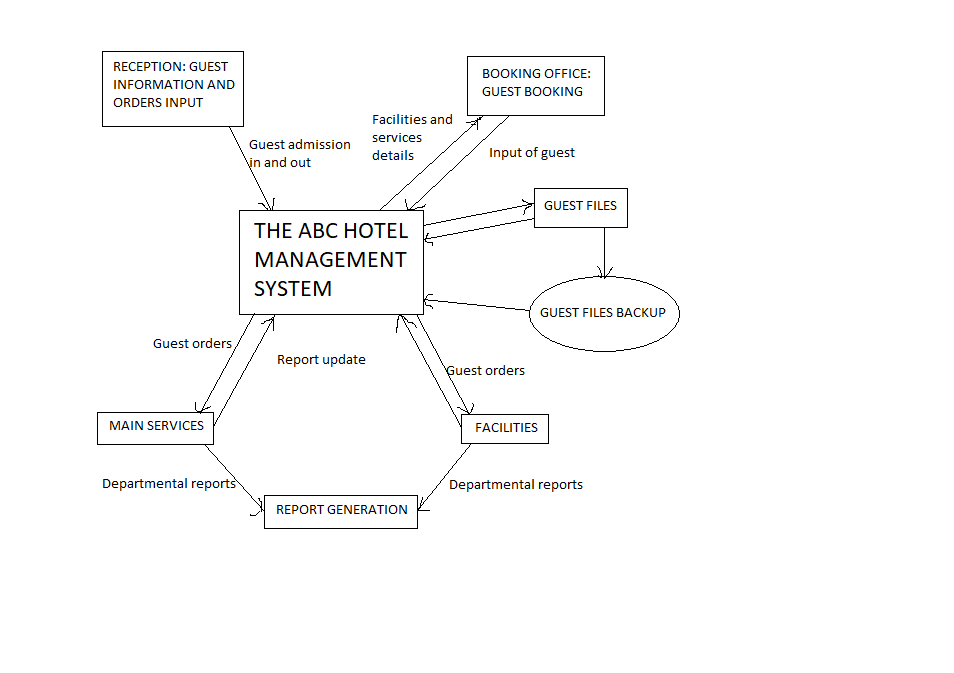 RECEPTION: GUEST
INFORMATION AND
ORDERS INPUT
BOOKING OFFICE:
GUEST BOOKING
Guest admission
in and out
Facilities and
services
details
Input of guest
GUEST FILES
THE ABC HOTEL
MANAGEMENT
SYSTEM
GUEST FILES BACKUP
Guest orders
Report update
Guest orders
MAIN SERVICES
FACILITIES
Departmental reports
Departmental reports
REPORT GENERATION